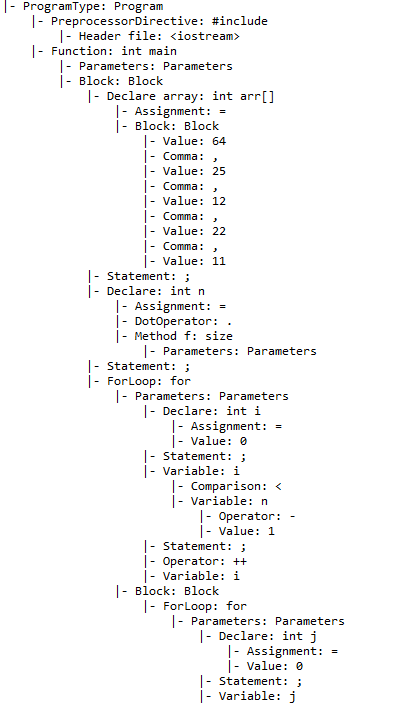 |- ProgramType: Program
|- PreprocessorDirective: #include
|- Header file: <iostream>
|- Function: int main
|- Parameters: Parameters
|- Block: Block
|- Declare array: int arr[]
|- Assignment: =
|- Block: Block
|- Value: 64
|- Comma: ,
|- Value: 25
|- Comma: ,
|- Value: 12
|- Comma: ,
|- Value: 22
|- Comma: ,
|- Value: 11
|- Statement: ;
|- Declare: int n
|- Assignment: =
|- DotOperator: .
|- Method f: size
|- Parameters: Parameters
|- Statement: ;
|- ForLoop: for
|- Parameters: Parameters
|- Declare: int i
|- Assignment: =
|- Value: 0
|- Statement: ;
|- Variable: i
|- Comparison: <
|- Variable: n
|- Operator: -
|- Value: 1
|- Statement: ;
|- Operator: ++
|- Variable: i
|- Block: Block
|- ForLoop: for
|- Parameters: Parameters
|- Declare: int j
|- Assignment: =
|- Value: 0
|- Statement: ;
|- Variable: j